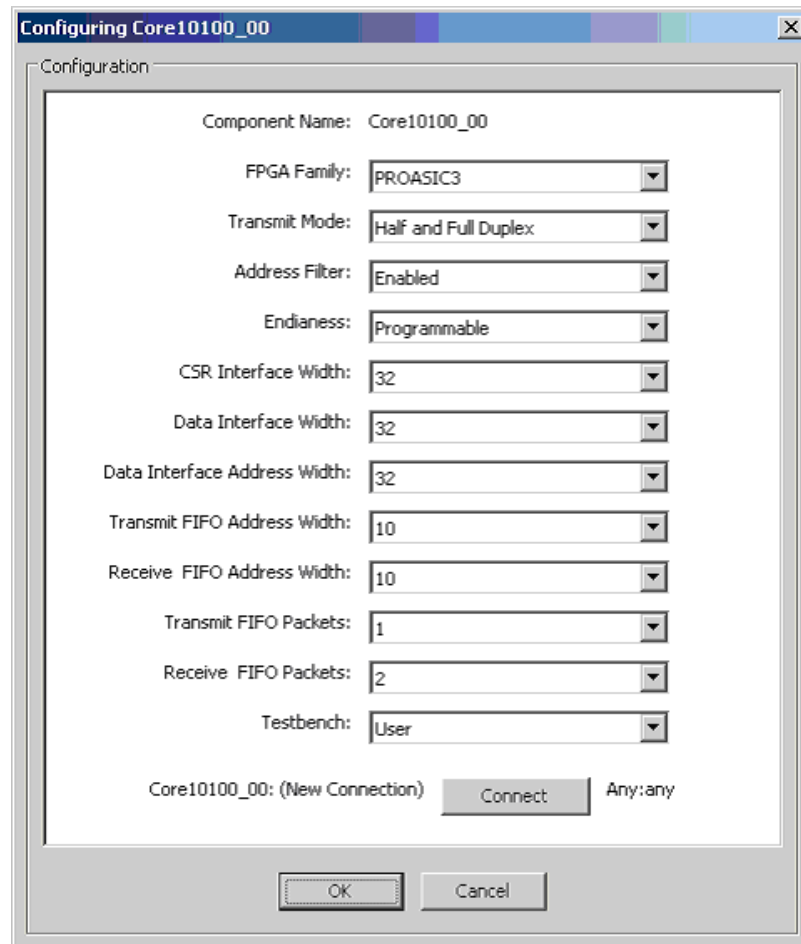 Configuring Core10100_00
Configuration
Component Name: Core10100_00
FPGA Family: PROASIC3
Transmit Mode: Half and Full Duplex
Address Filter: Enabled
Endianess: Programmable
CSR Interface Width: 32
Data Interface Width: 32
Data Interface Address Width: 32
Transmit FIFO Address Width: 10
Receive FIFO Address Width: 10
Transmit FIFO Packets: 1
Receive FIFO Packets: 2
Testbench: User
Core10100_00: (New Connection) Connect Any:any
OK Cancel